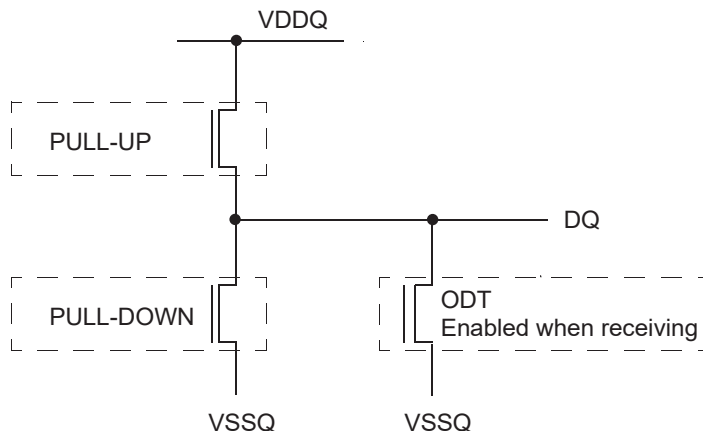 VDDQ
PULL-UP
DQ
PULL-DOWN
ODT
Enabled when receiving
VSSQ
VSSQ